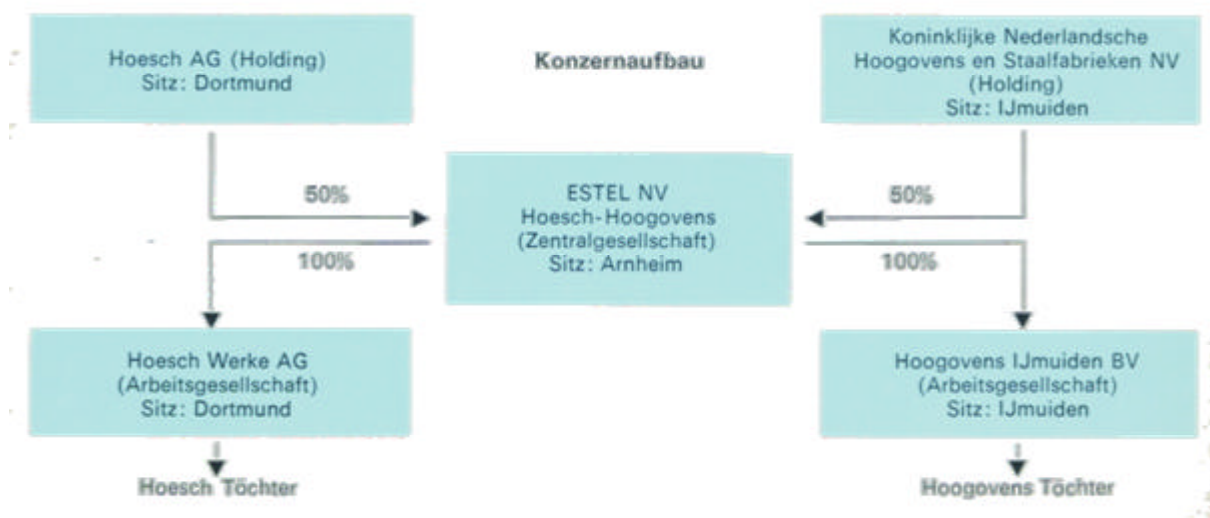 Hoesch AG (Holding)
Sitz: Dortmund
Konzernaufbau
Koninklijke Nederlandsche
Hoogovens en Staalfabrieken NV
(Holding)
Sitz: IJmuiden
50%
ESTEL NV
Hoesch-Hoogovens
(Zentralgesellschaft)
Sitz: Arnheim
50%
100%
100%
Hoesch Werke AG
(Arbeitsgesellschaft)
Sitz: Dortmund
Hoogovens IJmuiden BV
(Arbeitsgesellschaft)
Sitz: IJmuiden
Hoesch Töchter
Hoogovens Töchter